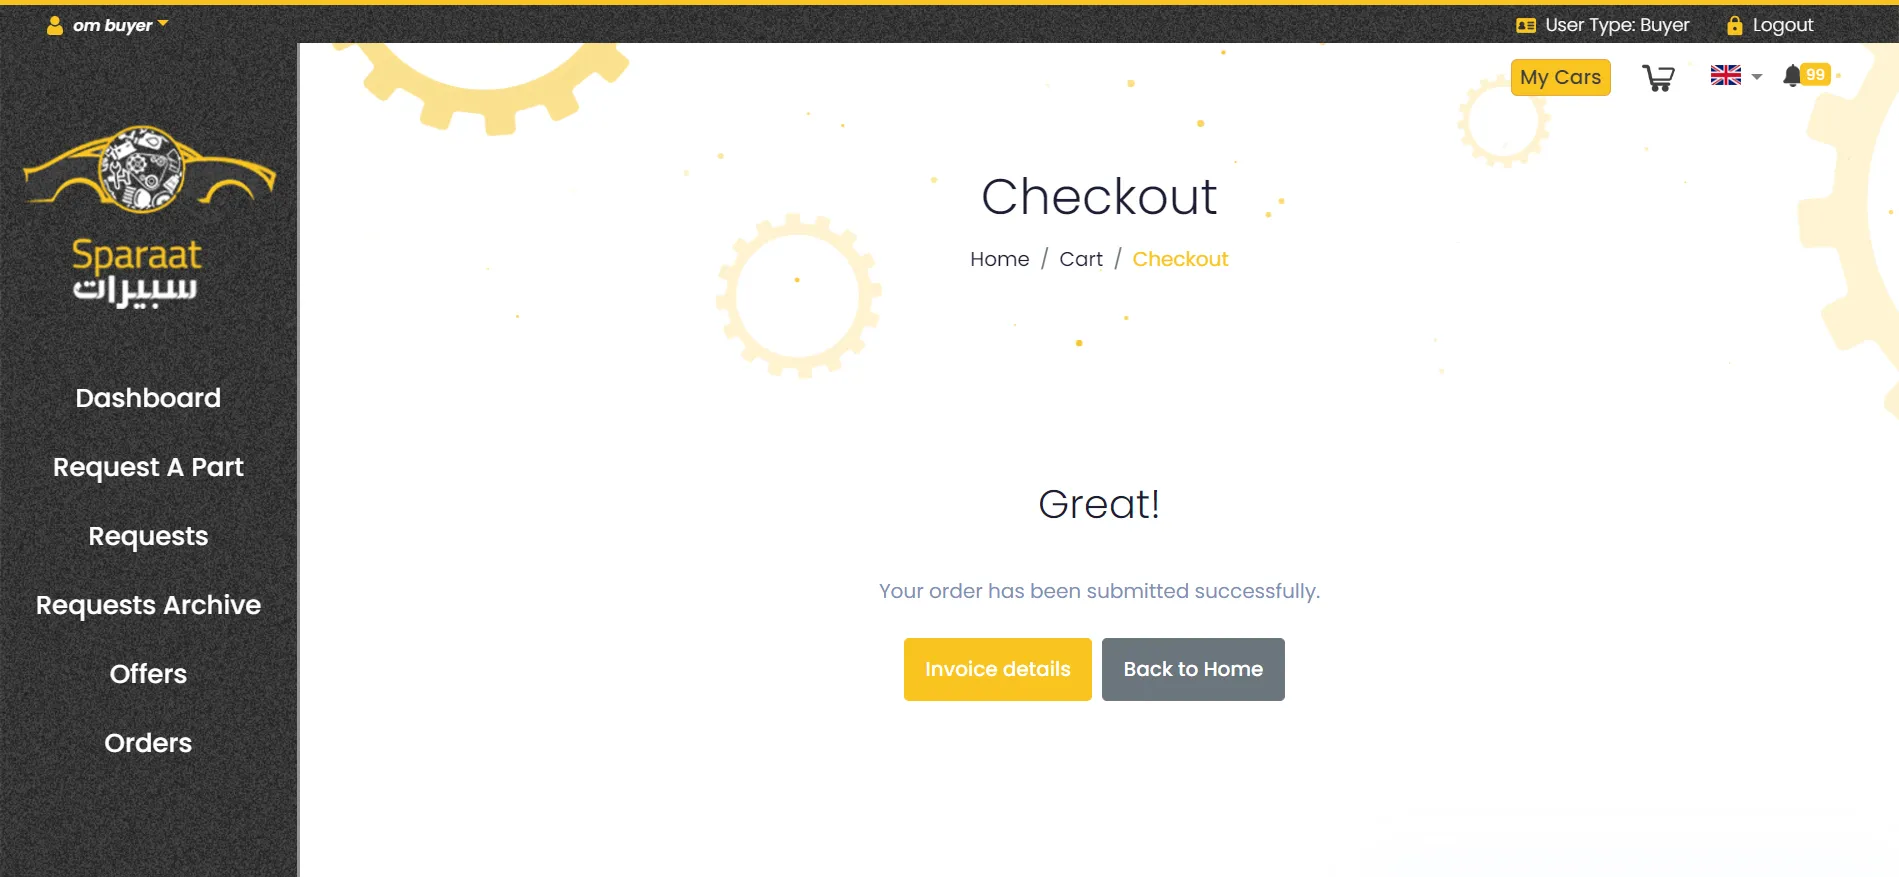 om buyer
User Type: Buyer
Logout
My Cars
99
Sparaat
سبيرات
Dashboard
Request A Part
Requests
Requests Archive
Offers
Orders
Checkout
Home / Cart / Checkout
Great!
Your order has been submitted successfully.
Invoice details
Back to Home